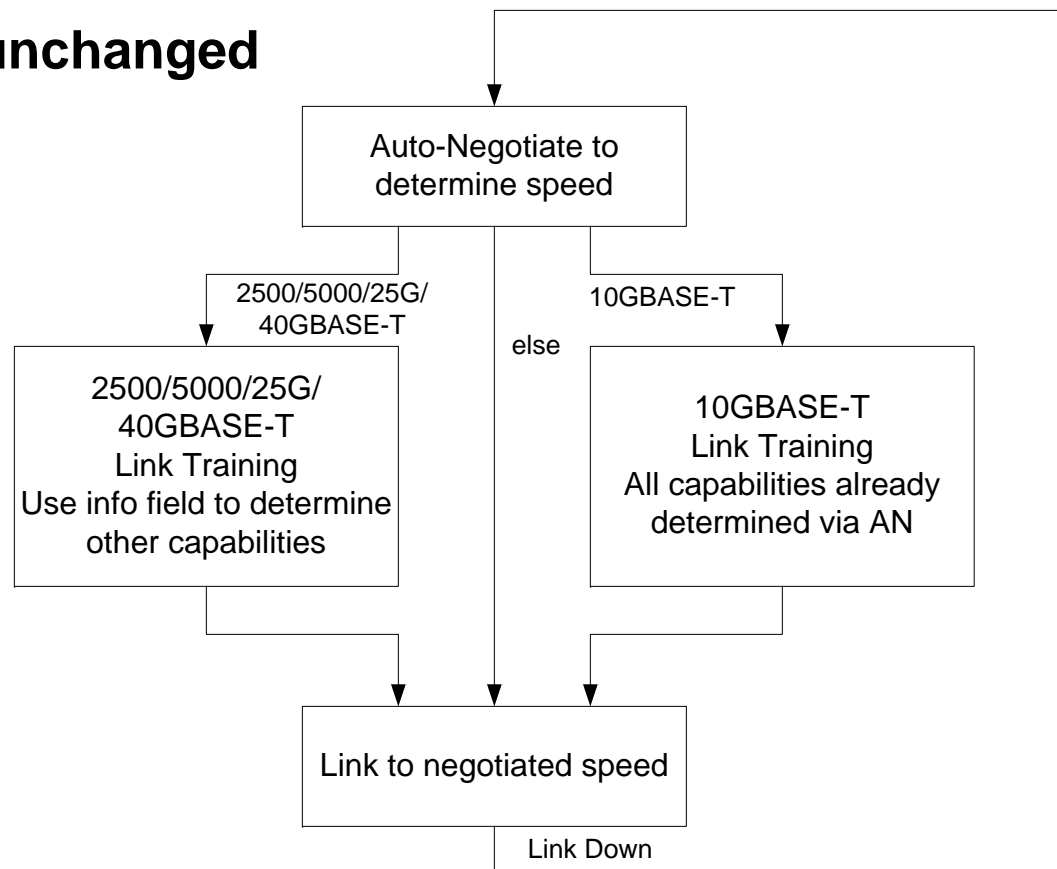 unchanged
Auto-Negotiate to
determine speed
2500/5000/25G/
40GBASE-T
else
10GBASE-T
2500/5000/25G/
40GBASE-T
Link Training
Use info field to determine
other capabilities
10GBASE-T
Link Training
All capabilities already
determined via AN
Link to negotiated speed
Link Down